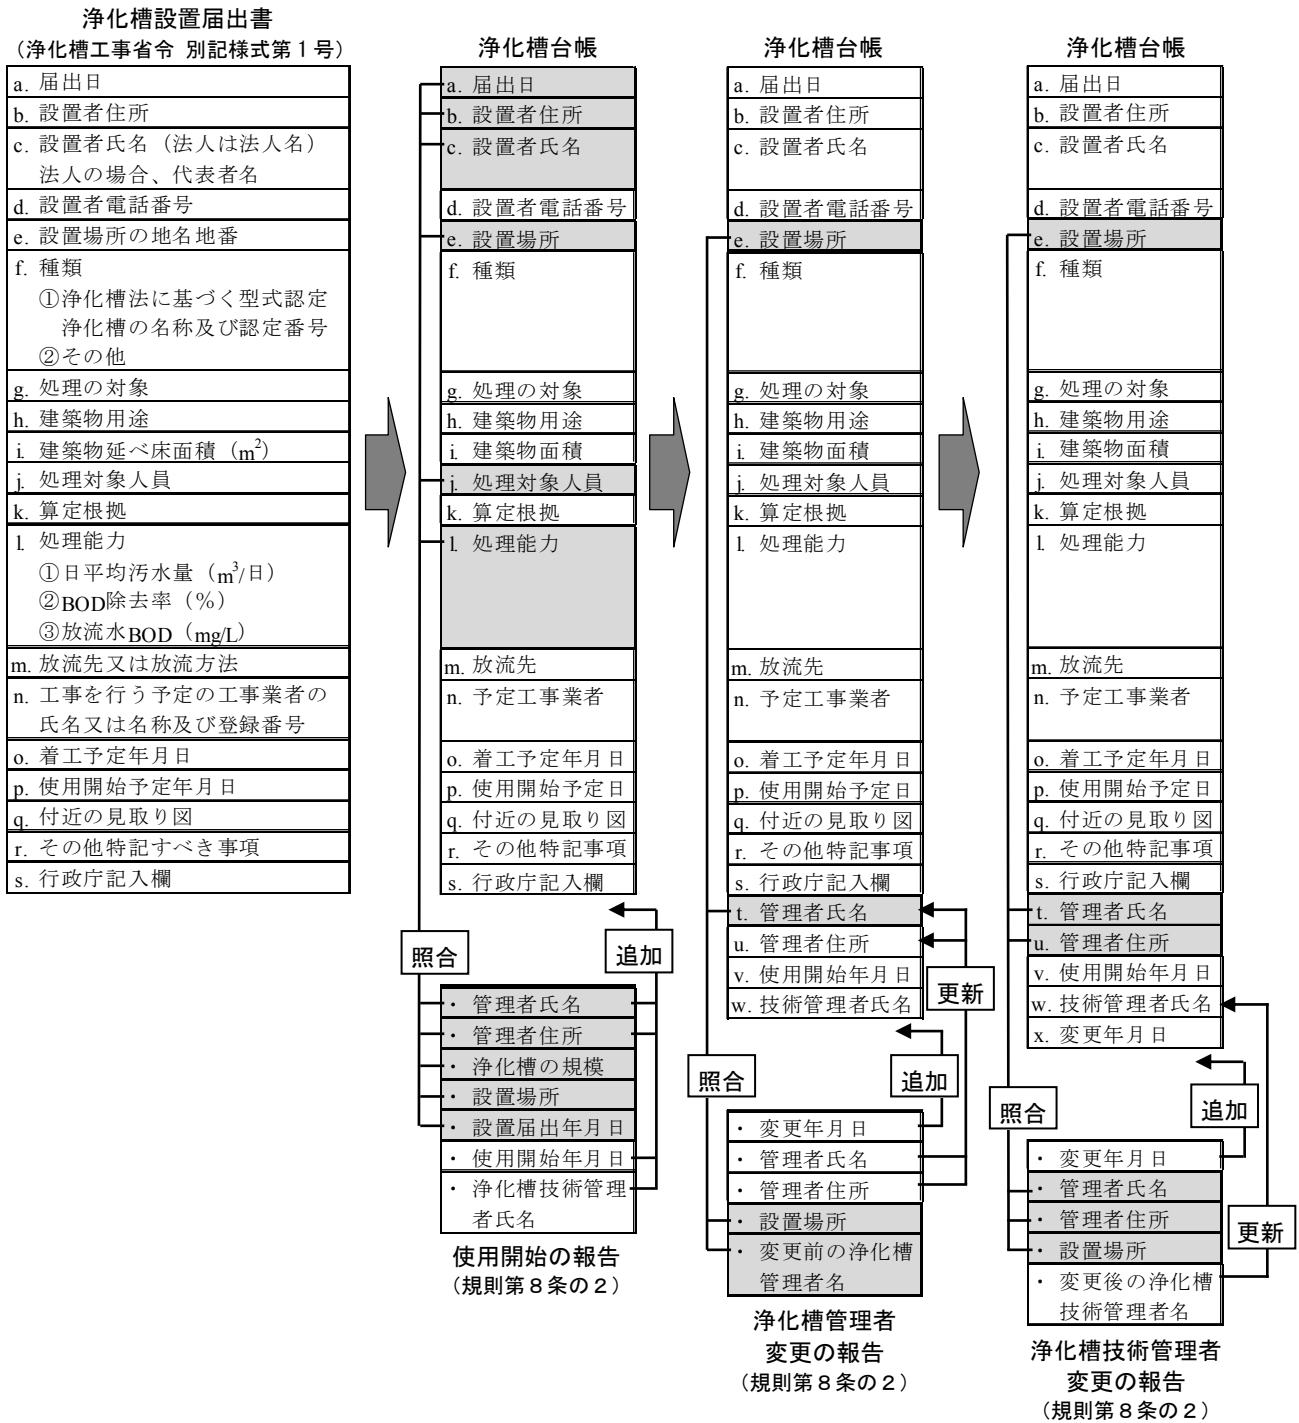 浄化槽設置届出書
（浄化槽工事省令 別記様式第１号）
a. 届出日
b. 設置者住所
c. 設置者氏名（法人は法人名）
法人の場合、代表者名
d. 設置者電話番号
e. 設置場所の地名地番
f. 種類
①浄化槽法に基づく型式認定
浄化槽の名称及び認定番号
②その他
g. 処理の対象
h. 建築物用途
i. 建築物延べ床面積（m²）
j. 処理対象人員
k. 算定根拠
l. 処理能力
①日平均汚水量（m³/日）
②BOD除去率（％）
③放流水BOD（mg/L）
m. 放流先又は放流方法
n. 工事を行う予定の工事業者の
氏名又は名称及び登録番号
o. 着工予定年月日
p. 使用開始予定年月日
q. 付近の見取り図
r. その他特記すべき事項
s. 行政庁記入欄
浄化槽台帳
a. 届出日
b. 設置者住所
c. 設置者氏名
d. 設置者電話番号
e. 設置場所
f. 種類
g. 処理の対象
h. 建築物用途
i. 建築物面積
j. 処理対象人員
k. 算定根拠
l. 処理能力
m. 放流先
n. 予定工事業者
o. 着工予定年月日
p. 使用開始予定日
q. 付近の見取り図
r. その他特記事項
s. 行政庁記入欄
照合
追加
・ 管理者氏名
・ 管理者住所
・ 浄化槽の規模
・ 設置場所
・ 設置届出年月日
・ 使用開始年月日
・ 浄化槽技術管理
者氏名
使用開始の報告
（規則第８条の２）
浄化槽台帳
a. 届出日
b. 設置者住所
c. 設置者氏名
d. 設置者電話番号
e. 設置場所
f. 種類
g. 処理の対象
h. 建築物用途
i. 建築物面積
j. 処理対象人員
k. 算定根拠
l. 処理能力
m. 放流先
n. 予定工事業者
o. 着工予定年月日
p. 使用開始予定日
q. 付近の見取り図
r. その他特記事項
s. 行政庁記入欄
t. 管理者氏名
u. 管理者住所
v. 使用開始年月日
w. 技術管理者氏名
更新
照合
追加
・ 変更年月日
・ 管理者氏名
・ 管理者住所
・ 設置場所
・ 変更前の浄化槽
管理者名
浄化槽管理者
変更の報告
（規則第８条の２）
浄化槽台帳
a. 届出日
b. 設置者住所
c. 設置者氏名
d. 設置者電話番号
e. 設置場所
f. 種類
g. 処理の対象
h. 建築物用途
i. 建築物面積
j. 処理対象人員
k. 算定根拠
l. 処理能力
m. 放流先
n. 予定工事業者
o. 着工予定年月日
p. 使用開始予定日
q. 付近の見取り図
r. その他特記事項
s. 行政庁記入欄
t. 管理者氏名
u. 管理者住所
v. 使用開始年月日
w. 技術管理者氏名
x. 変更年月日
照合
追加
更新
・ 変更年月日
・ 管理者氏名
・ 管理者住所
・ 設置場所
・ 変更後の浄化槽
技術管理者名
浄化槽技術管理者
変更の報告
（規則第８条の２）